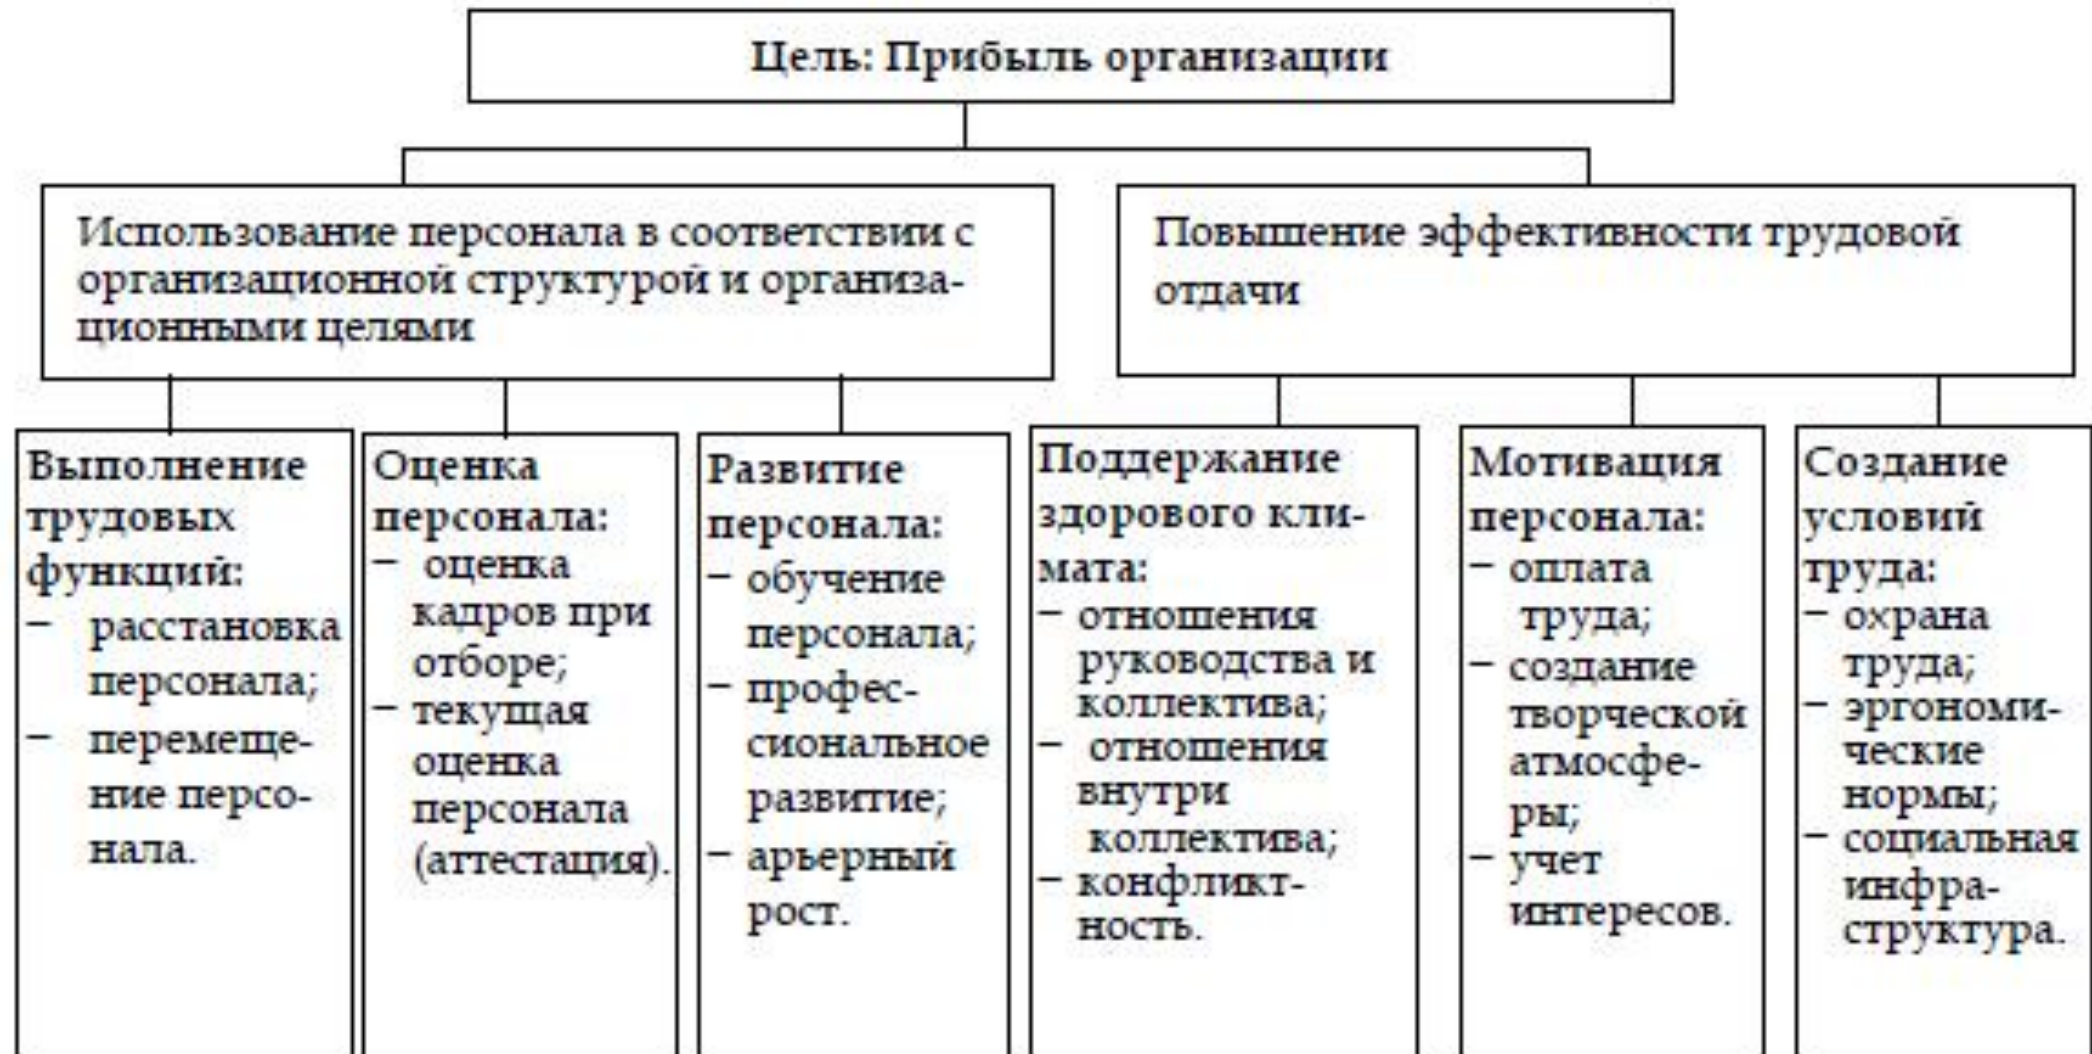 Цель: Прибыль организации
Использование персонала в соответствии с
организационной структурой и организа-
ционными целями
Повышение эффективности трудовой
отдачи
Выполнение
трудовых
функций:
– расстановка
персонала;
– перемеще-
ние персо-
нала.
Оценка
персонала:
– оценка
кадров при
отборе;
– текущая
оценка
персонала
(аттестация).
Развитие
персонала:
– обучение
персонала;
– профес-
сиональное
развитие;
– арьерный
рост.
Поддержание
здорового кли-
мата:
– отношения
руководства и
коллектива;
– отношения
внутри
коллектива;
– конфликт-
ность.
Мотивация
персонала:
– оплата
труда;
– создание
творческой
атмосфе-
ры;
– учет
интересов.
Создание
условий
труда:
– охрана
труда;
– эргономи-
ческие
нормы;
– социальная
инфра-
структура.